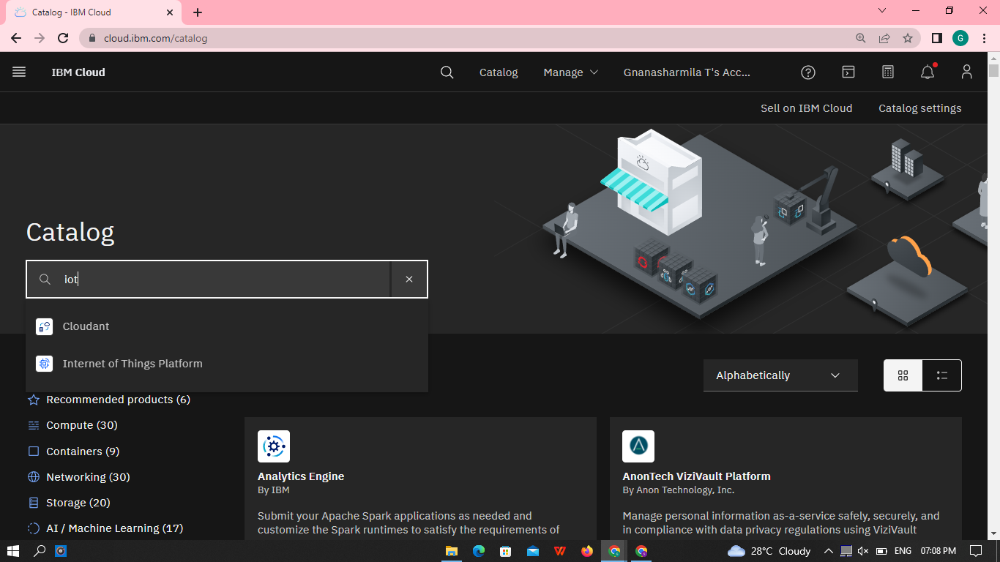 Catalog - IBM Cloud
cloud.ibm.com/catalog
G
IBM Cloud
Catalog
Manage
Gnanasharmila T's Acc...
Sell on IBM Cloud
Catalog settings
Catalog
iot
Cloudant
Internet of Things Platform
Alphabetically
Recommended products (6)
Compute (30)
Containers (9)
Networking (30)
Storage (20)
AI / Machine Learning (17)
Analytics Engine
By IBM
Submit your Apache Spark applications as needed and
customize the Spark runtimes to satisfy the requirements of
AnonTech ViziVault Platform
By Anon Technology, Inc.
Manage personal information as-a-service safely, securely, and
in compliance with data privacy regulations using ViziVault
28°C Cloudy
ENG
07:08 PM